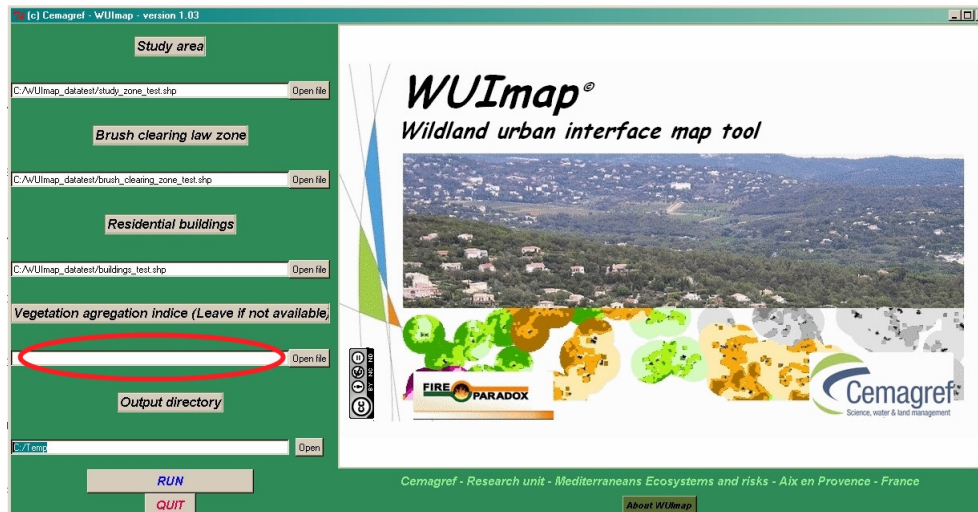 (c) Cemagref - WUImap - version 1.03
Study area
C:/WUImap_datatest/study_zone_test.shp
Open file
Brush clearing law zone
C:/WUImap_datatest/brush_clearing_zone_test.shp
Open file
Residential buildings
C:/WUImap_datatest/buildings_test.shp
Open file
Vegetation agregation indice (Leave if not available)
Open file
Output directory
C:/Temp
Open
RUN
QUIT
WUImap©
Wildland urban interface map tool
BY NC ND
FIRE PARADOX
Cemagref
Science, water & land management
Cemagref - Research unit - Mediterraneans Ecosystems and risks - Aix en Provence - France
About WUImap